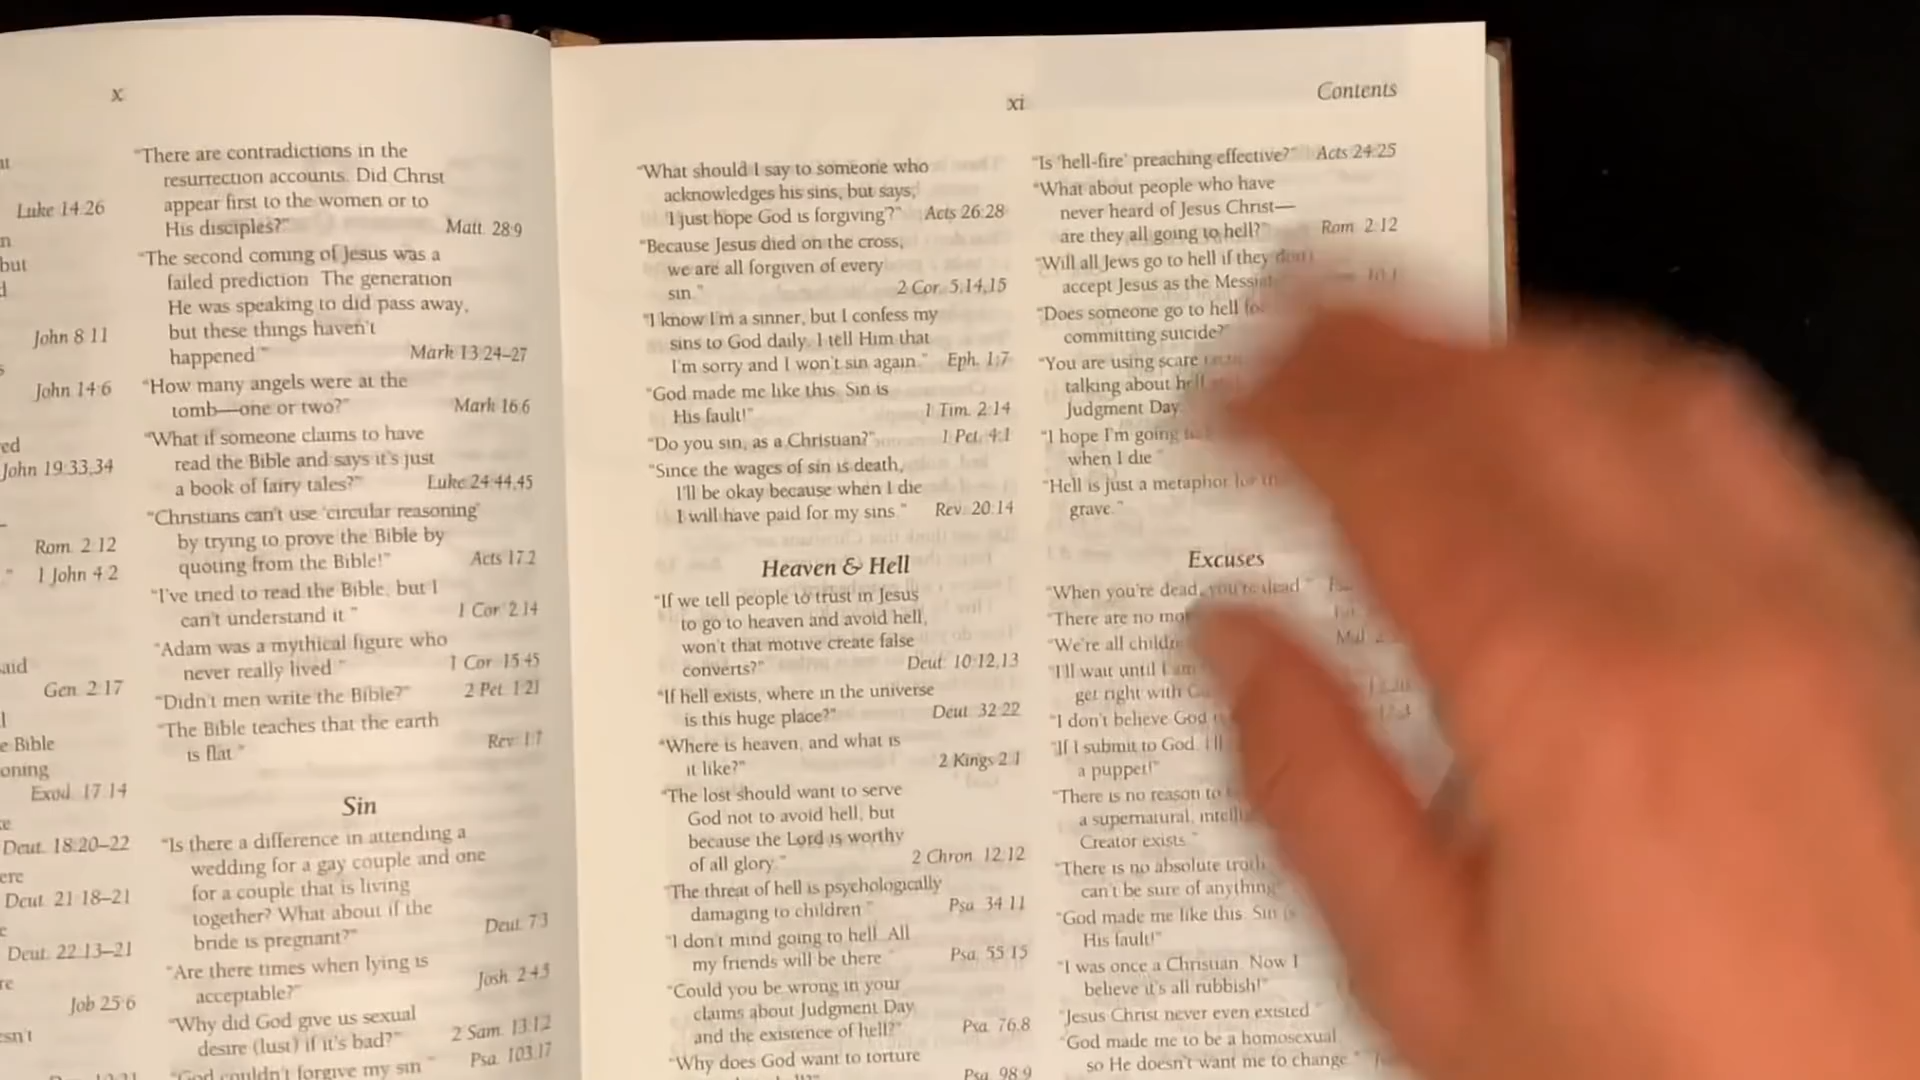 x
nt
Luke 14:26
n
but
d
John 8:11
s
John 14:6
ed
John 19:33,34
Rom. 2:12
" 1 John 4:2
said
Gen. 2:17
l
e Bible
oning
Exod. 17:14
ke
Deut. 18:20–22
ere
Deut. 21:18–21
e
Deut. 22:13–21
re
Job 25:6
esn't
"There are contradictions in the
resurrection accounts. Did Christ
appear first to the women or to
His disciples?" Matt. 28:9
"The second coming of Jesus was a
failed prediction. The generation
He was speaking to did pass away,
but these things haven't
happened." Mark 13:24–27
"How many angels were at the
tomb—one or two?" Mark 16:6
"What if someone claims to have
read the Bible and says it's just
a book of fairy tales?" Luke 24:44,45
"Christians can't use 'circular reasoning'
by trying to prove the Bible by
quoting from the Bible!" Acts 17:2
"I've tried to read the Bible, but I
can't understand it." 1 Cor. 2:14
"Adam was a mythical figure who
never really lived." 1 Cor. 15:45
"Didn't men write the Bible?" 2 Pet. 1:21
"The Bible teaches that the earth
is flat." Rev. 1:7
Sin
"Is there a difference in attending a
wedding for a gay couple and one
for a couple that is living
together? What about if the
bride is pregnant?" Deut. 7:3
"Are there times when lying is
acceptable?" Josh. 2:4,5
"Why did God give us sexual
desire (lust) if it's bad?" 2 Sam. 13:12
"God couldn't forgive my sin." Psa. 103:17
xi
Contents
"What should I say to someone who
acknowledges his sins, but says,
'I just hope God is forgiving'?" Acts 26:28
"Because Jesus died on the cross,
we are all forgiven of every
sin." 2 Cor. 5:14,15
"I know I'm a sinner, but I confess my
sins to God daily. I tell Him that
I'm sorry and I won't sin again." Eph. 1:7
"God made me like this. Sin is
His fault!" 1 Tim. 2:14
"Do you sin, as a Christian?" 1 Pet. 4:1
"Since the wages of sin is death,
I'll be okay because when I die
I will have paid for my sins." Rev. 20:14
Heaven & Hell
"If we tell people to trust in Jesus
to go to heaven and avoid hell,
won't that motive create false
converts?" Deut. 10:12,13
"If hell exists, where in the universe
is this huge place?" Deut. 32:22
"Where is heaven, and what is
it like?" 2 Kings 2:1
"The lost should want to serve
God not to avoid hell, but
because the Lord is worthy
of all glory." 2 Chron. 12:12
"The threat of hell is psychologically
damaging to children." Psa. 34:11
"I don't mind going to hell. All
my friends will be there." Psa. 55:15
"Could you be wrong in your
claims about Judgment Day
and the existence of hell?" Psa. 76:8
"Why does God want to torture
Psa. 98:9
"Is 'hell-fire' preaching effective?" Acts 24:25
"What about people who have
never heard of Jesus Christ—
are they all going to hell?" Rom. 2:12
"Will all Jews go to hell if they don't
accept Jesus as the 10:1
"Does someone go to hell
committing suicide?"
"You are using scare
talking about hell
Judgment Day.
"I hope I'm going
when I die."
"Hell is just a metaphor for
grave."
Excuses
"When you're dead, you're dead."
"There are no
"We're all
"I'll wait until I am
get right with
"I don't believe God
"If I submit to God, I'll
a puppet!"
"There is no reason to
a supernatural,
Creator exists."
"There is no absolute truth.
can't be sure of anything
"God made me like this. Sin is
His fault!"
"I was once a Christian. Now I
believe it's all rubbish!"
"Jesus Christ never even existed."
"God made me to be a homosexual,
so He doesn't want me to change."